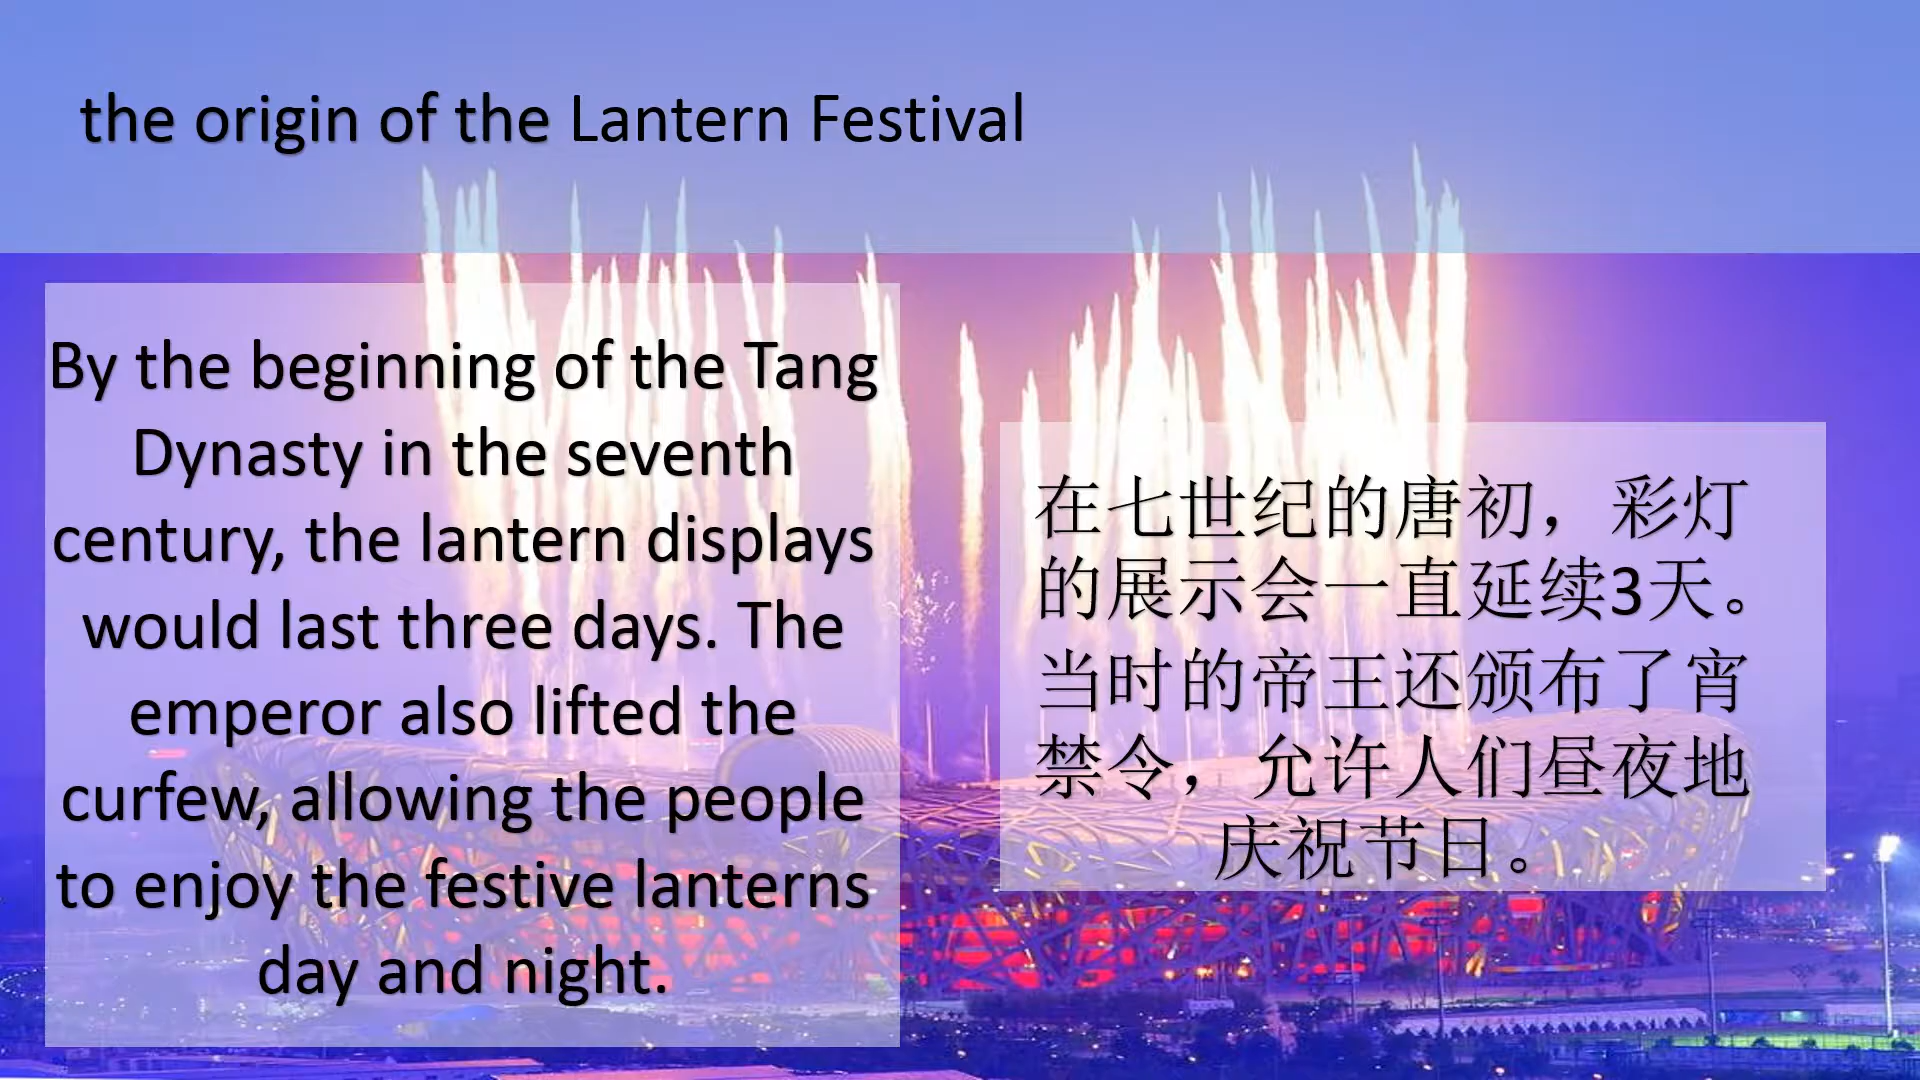 the origin of the Lantern Festival
By the beginning of the Tang
Dynasty in the seventh
century, the lantern displays
would last three days. The
emperor also lifted the
curfew, allowing the people
to enjoy the festive lanterns
day and night.
在七世纪的唐初，彩灯
的展示会一直延续3天。
当时的帝王还颁布了宵
禁令，允许人们昼夜地
庆祝节日。